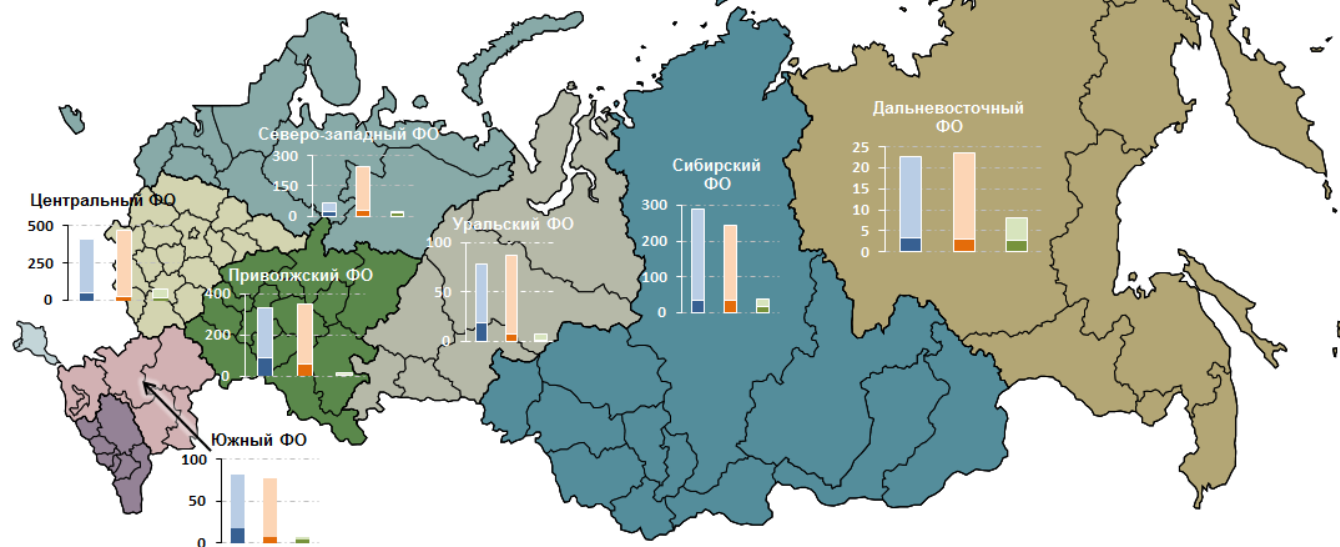 Дальневосточный
ФО
25
20
15
10
5
0
Северо-западный ФО
300
150
0
Сибирский
ФО
300
200
100
0
Центральный ФО
500
250
0
Уральский ФО
100
50
0
Приволжский ФО
400
200
0
Южный ФО
100
50
0